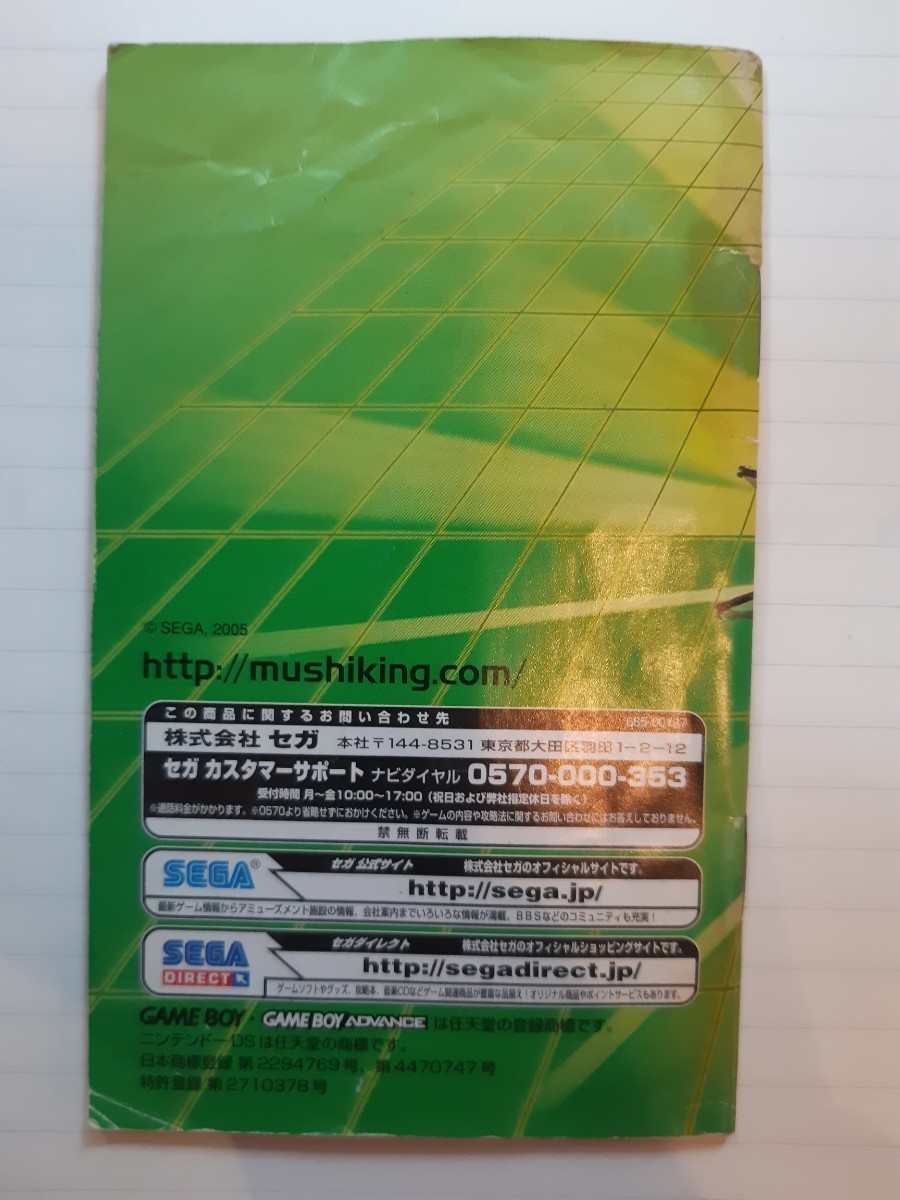 © SEGA, 2005
http://mushiking.com/
この商品に関するお問い合わせ先
株式会社 セガ 本社 〒144-8531 東京都大田区羽田1-2-12
セガ カスタマーサポート ナビダイヤル 0570-000-353
受付時間 月〜金10:00〜17:00（祝日および弊社指定休日を除く）
※通話料金がかかります。※0570より省略せずにおかけください。※ゲームの内容や攻略法に関するお問い合わせにはお答えしておりません。
禁無断転載
SEGA® セガ 公式サイト 株式会社セガのオフィシャルサイトです。
http://sega.jp/
最新ゲーム情報からアミューズメント施設の情報、会社案内までいろいろな情報が満載。BBSなどのコミュニティも充実！
SEGA DIRECT セガダイレクト 株式会社セガのオフィシャルショッピングサイトです。
http://segadirect.jp/
ゲームソフトやグッズ、攻略本、音楽CDなどゲーム関連商品が豊富な品揃え！オリジナル商品やポイントサービスもあります。
GAME BOY・GAME BOY ADVANCE は任天堂の登録商標です。
ニンテンドーDSは任天堂の商標です。
日本商標登録 第2294769号、第4470747号
特許登録 第2710378号